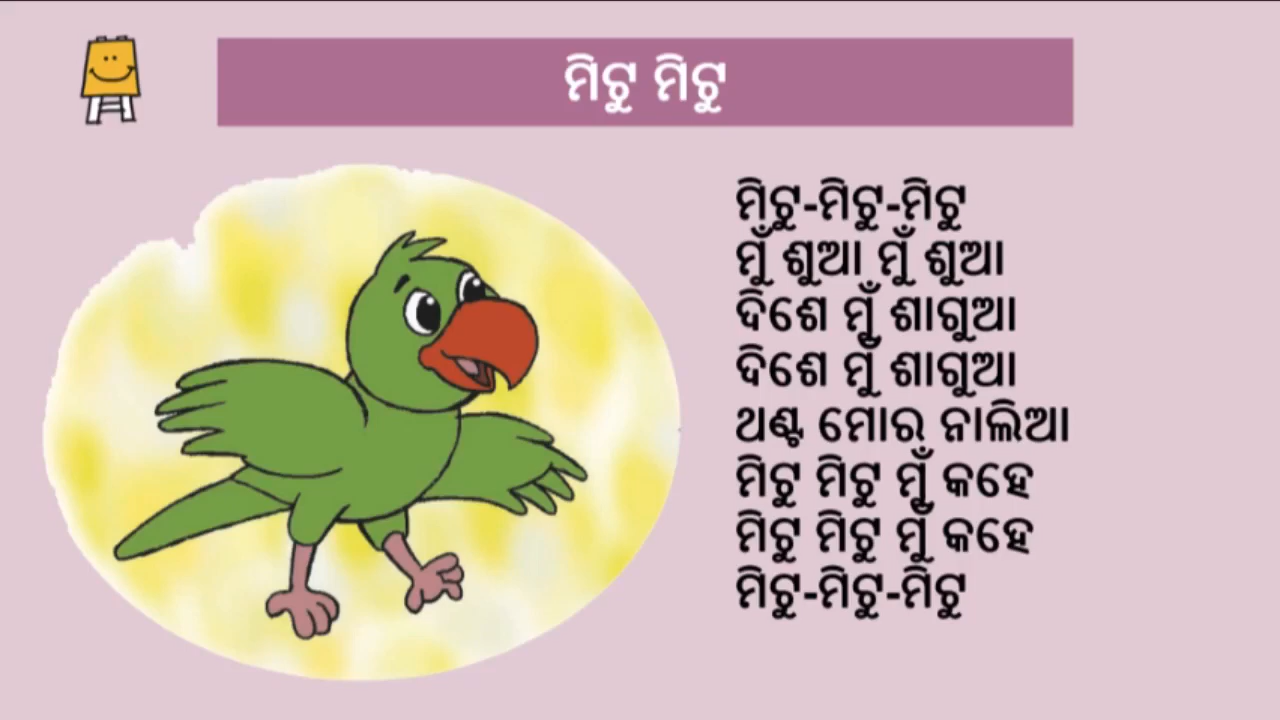 ମିଟୁ ମିଟୁ
ମିଟୁ-ମିଟୁ-ମିଟୁ
ମୁଁ ଶୁଆ ମୁଁ ଶୁଆ
ଦିଶେ ମୁଁ ଶାଗୁଆ
ଦିଶେ ମୁଁ ଶାଗୁଆ
ଥଣ୍ଟ ମୋର ନାଲିଆ
ମିଟୁ ମିଟୁ ମୁଁ କହେ
ମିଟୁ ମିଟୁ ମୁଁ କହେ
ମିଟୁ-ମିଟୁ-ମିଟୁ